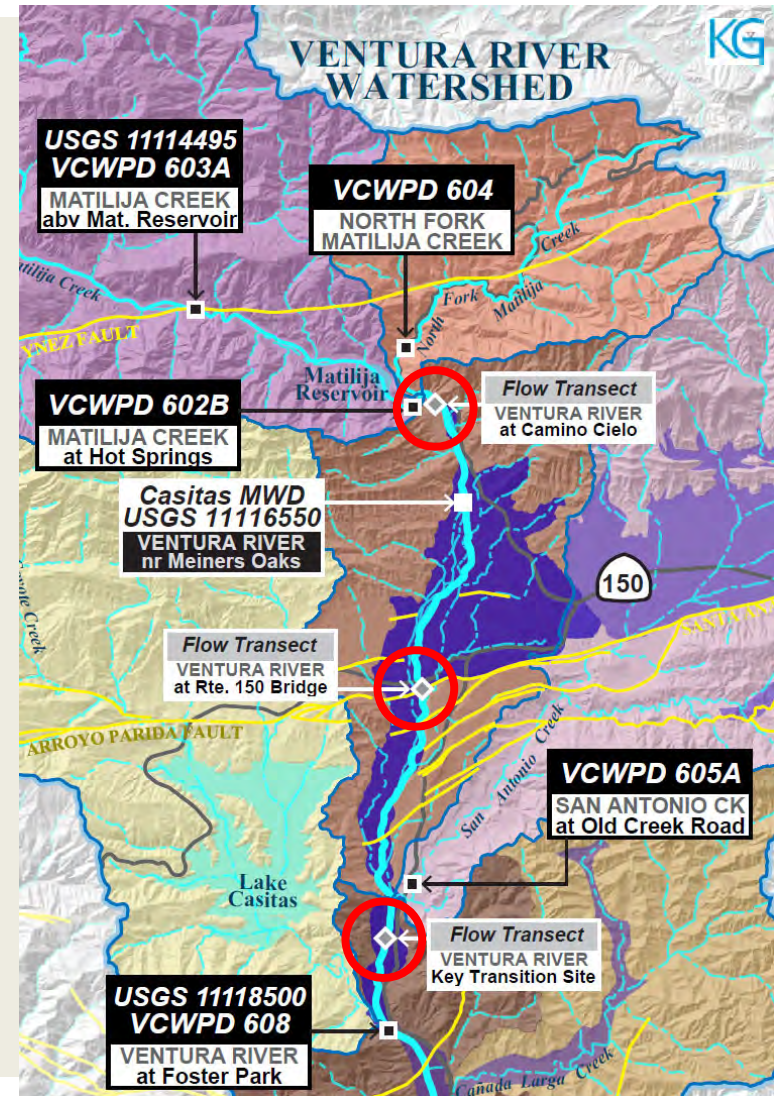 KG
VENTURA RIVER
WATERSHED
USGS 11114495
VCWPD 603A
MATILIJA CREEK
abv Mat. Reservoir
VCWPD 604
NORTH FORK
MATILIJA CREEK
Creek
Matilija
Fork
North
Creek
YNEZ FAULT
Matilija
Reservoir
VCWPD 602B
MATILIJA CREEK
at Hot Springs
Flow Transect
VENTURA RIVER
at Camino Cielo
Casitas MWD
USGS 11116550
VENTURA RIVER
nr Meiners Oaks
150
Creek
Flow Transect
VENTURA RIVER
at Rte. 150 Bridge
ARROYO PARIDA FAULT
San Antonio Creek
VCWPD 605A
SAN ANTONIO CK
at Old Creek Road
Lake
Casitas
Flow Transect
VENTURA RIVER
Key Transition Site
USGS 11118500
VCWPD 608
VENTURA RIVER
at Foster Park
Cañada Larga Creek